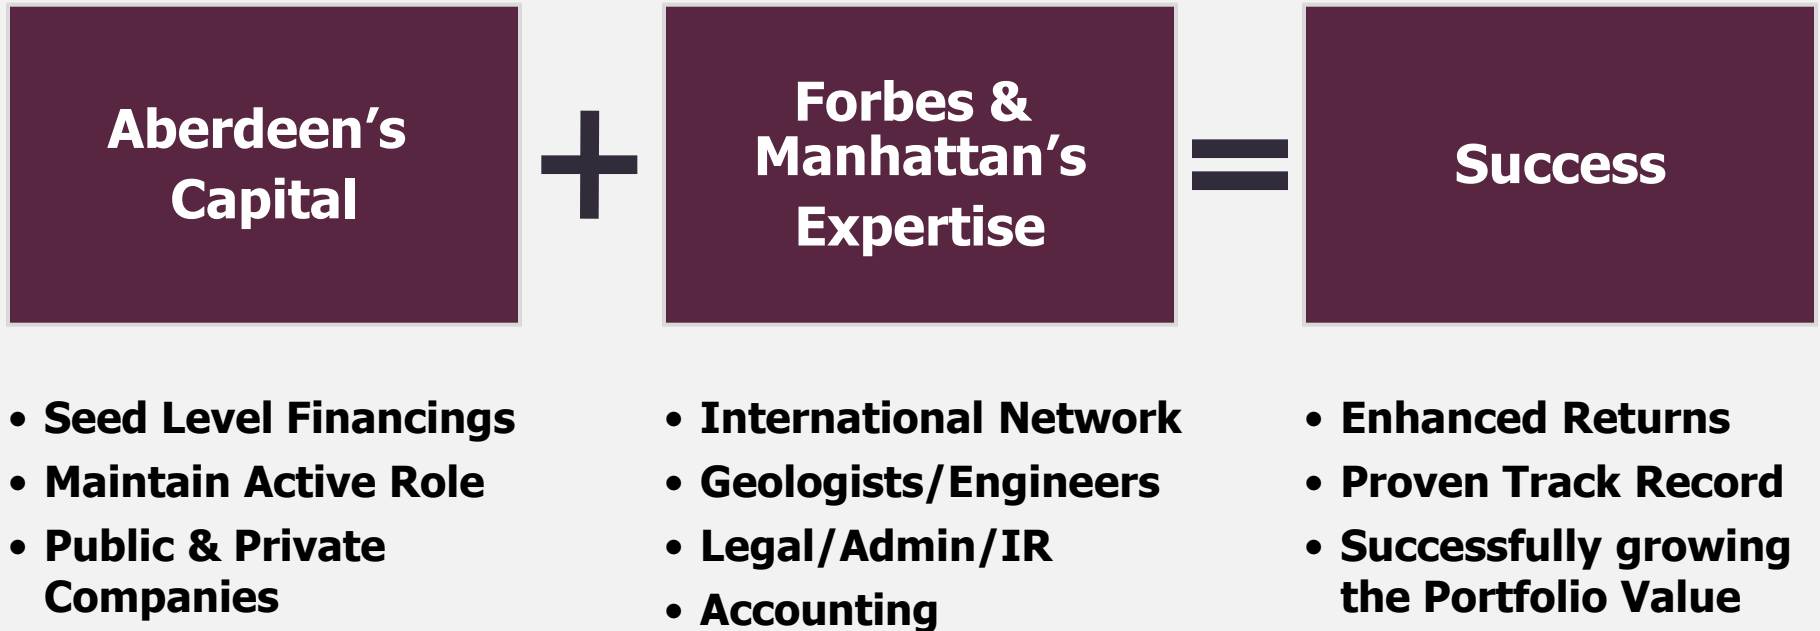 Aberdeen’s
Capital
+
Forbes &
Manhattan’s
Expertise
=
Success
• Seed Level Financings
• Maintain Active Role
• Public & Private
Companies
• International Network
• Geologists/Engineers
• Legal/Admin/IR
• Accounting
• Enhanced Returns
• Proven Track Record
• Successfully growing
the Portfolio Value